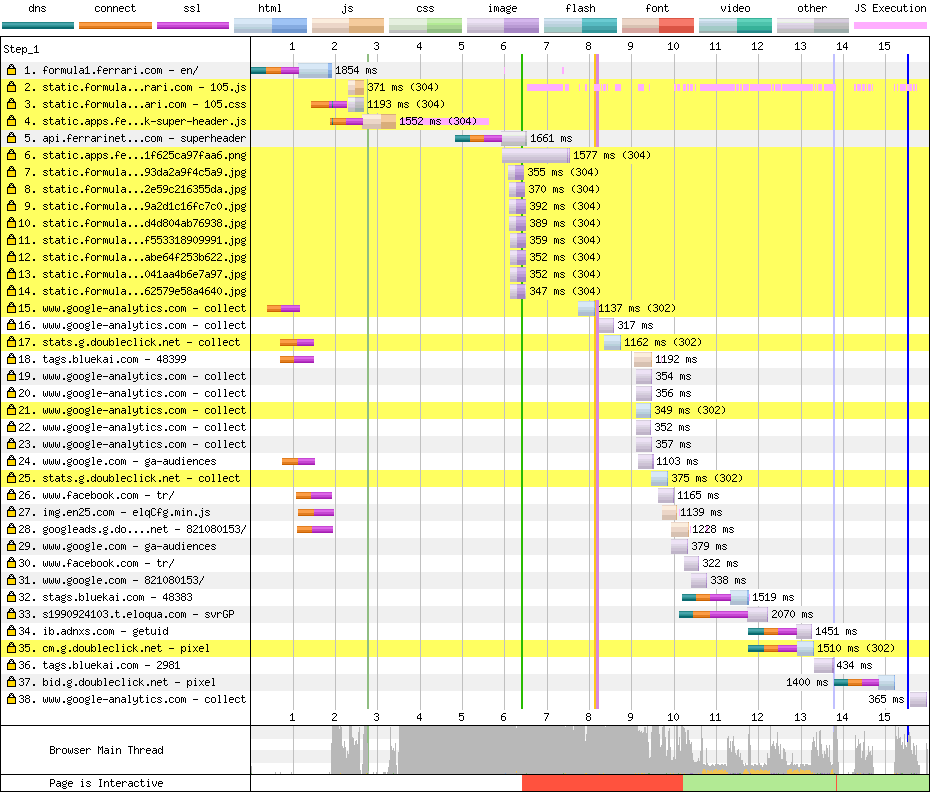 dns connect ssl html js css image flash font video other JS Execution
Step_1 1 2 3 4 5 6 7 8 9 10 11 12 13 14 15
1. formula1.ferrari.com - en/ 1854 ms
2. static.formula...rari.com - 105.js 371 ms (304)
3. static.formula...ari.com - 105.css 1193 ms (304)
4. static.apps.fe...k-super-header.js 1552 ms (304)
5. api.ferrarinet...com - superheader 1661 ms
6. static.apps.fe...1f625ca97faa6.png 1577 ms (304)
7. static.formula...93da2a9f4c5a9.jpg 355 ms (304)
8. static.formula...2e59c216355da.jpg 370 ms (304)
9. static.formula...9a2d1c16fc7c0.jpg 392 ms (304)
10. static.formula...d4d804ab76938.jpg 389 ms (304)
11. static.formula...f553318909991.jpg 359 ms (304)
12. static.formula...abe64f253b622.jpg 352 ms (304)
13. static.formula...041aa4b6e7a97.jpg 352 ms (304)
14. static.formula...62579e58a4640.jpg 347 ms (304)
15. www.google-analytics.com - collect 1137 ms (302)
16. www.google-analytics.com - collect 317 ms
17. stats.g.doubleclick.net - collect 1162 ms (302)
18. tags.bluekai.com - 48399 1192 ms
19. www.google-analytics.com - collect 354 ms
20. www.google-analytics.com - collect 356 ms
21. www.google-analytics.com - collect 349 ms (302)
22. www.google-analytics.com - collect 352 ms
23. www.google-analytics.com - collect 357 ms
24. www.google.com - ga-audiences 1103 ms
25. stats.g.doubleclick.net - collect 375 ms (302)
26. www.facebook.com - tr/ 1165 ms
27. img.en25.com - elqCfg.min.js 1139 ms
28. googleads.g.do....net - 821080153/ 1228 ms
29. www.google.com - ga-audiences 379 ms
30. www.facebook.com - tr/ 322 ms
31. www.google.com - 821080153/ 338 ms
32. stags.bluekai.com - 48383 1519 ms
33. s1990924103.t.eloqua.com - svrGP 2070 ms
34. ib.adnxs.com - getuid 1451 ms
35. cm.g.doubleclick.net - pixel 1510 ms (302)
36. tags.bluekai.com - 2981 434 ms
37. bid.g.doubleclick.net - pixel 1400 ms
38. www.google-analytics.com - collect 365 ms
1 2 3 4 5 6 7 8 9 10 11 12 13 14 15
Browser Main Thread
Page is Interactive